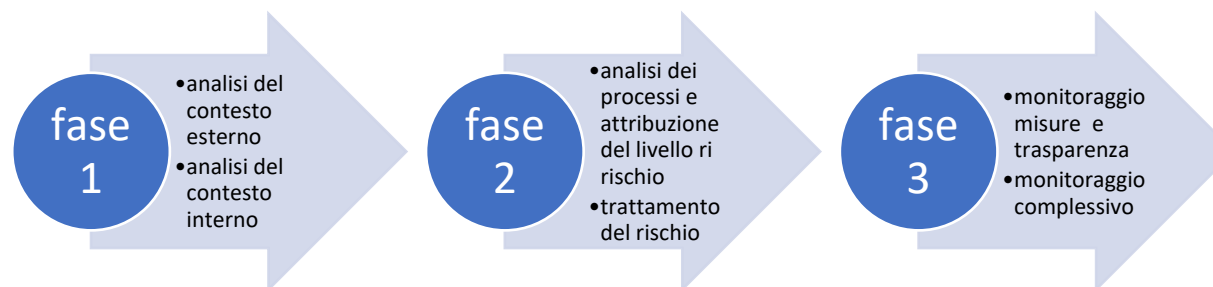 fase
1
•analisi del
contesto
esterno
•analisi del
contesto
interno
fase
2
•analisi dei
processi e
attribuzione
del livello ri
rischio
•trattamento
del rischio
fase
3
•monitoraggio
misure e
trasparenza
•monitoraggio
complessivo